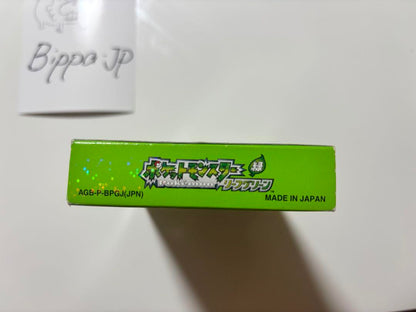 Bippo JP
ポケットモンスター
緑
Pokémon
リーフグリーン
AGB-P-BPGJ(JPN)
MADE IN JAPAN